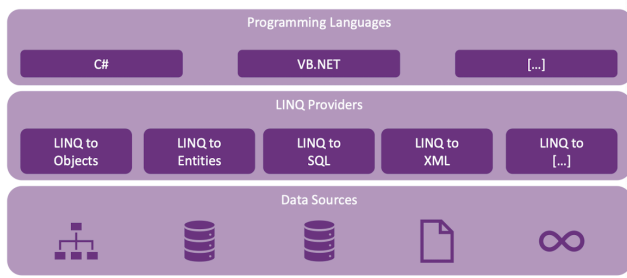 Programming Languages
C#
VB.NET
[...]
LINQ Providers
LINQ to
Objects
LINQ to
Entities
LINQ to
SQL
LINQ to
XML
LINQ to
[...]
Data Sources